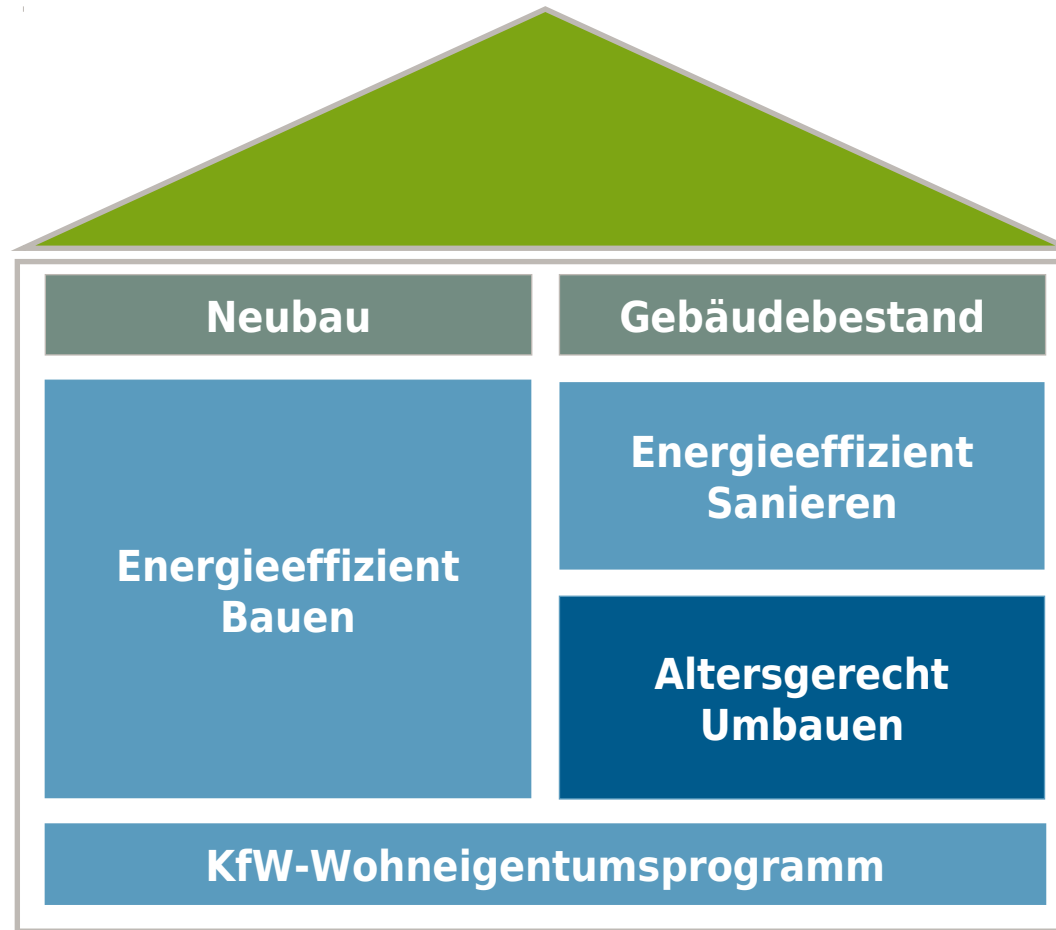 Neubau
Gebäudebestand
Energieeffizient
Bauen
Energieeffizient
Sanieren
Altersgerecht
Umbauen
KfW-Wohneigentumsprogramm